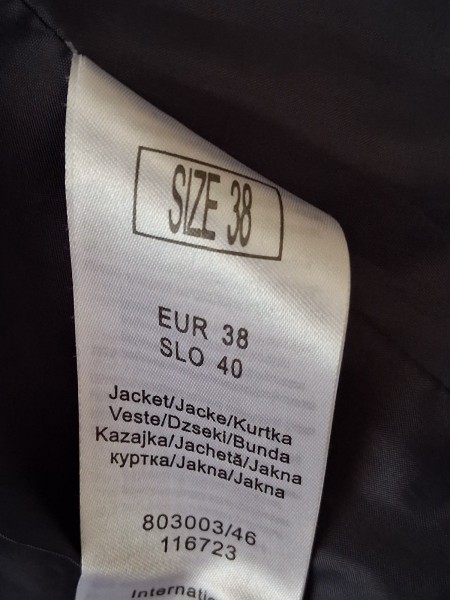 SIZE 38
EUR 38
SLO 40
Jacket/Jacke/Kurtka
Veste/Dzseki/Bunda
Kazajka/Jachetă/Jakna
куртка/Jakna/Jakna
803003/46
116723